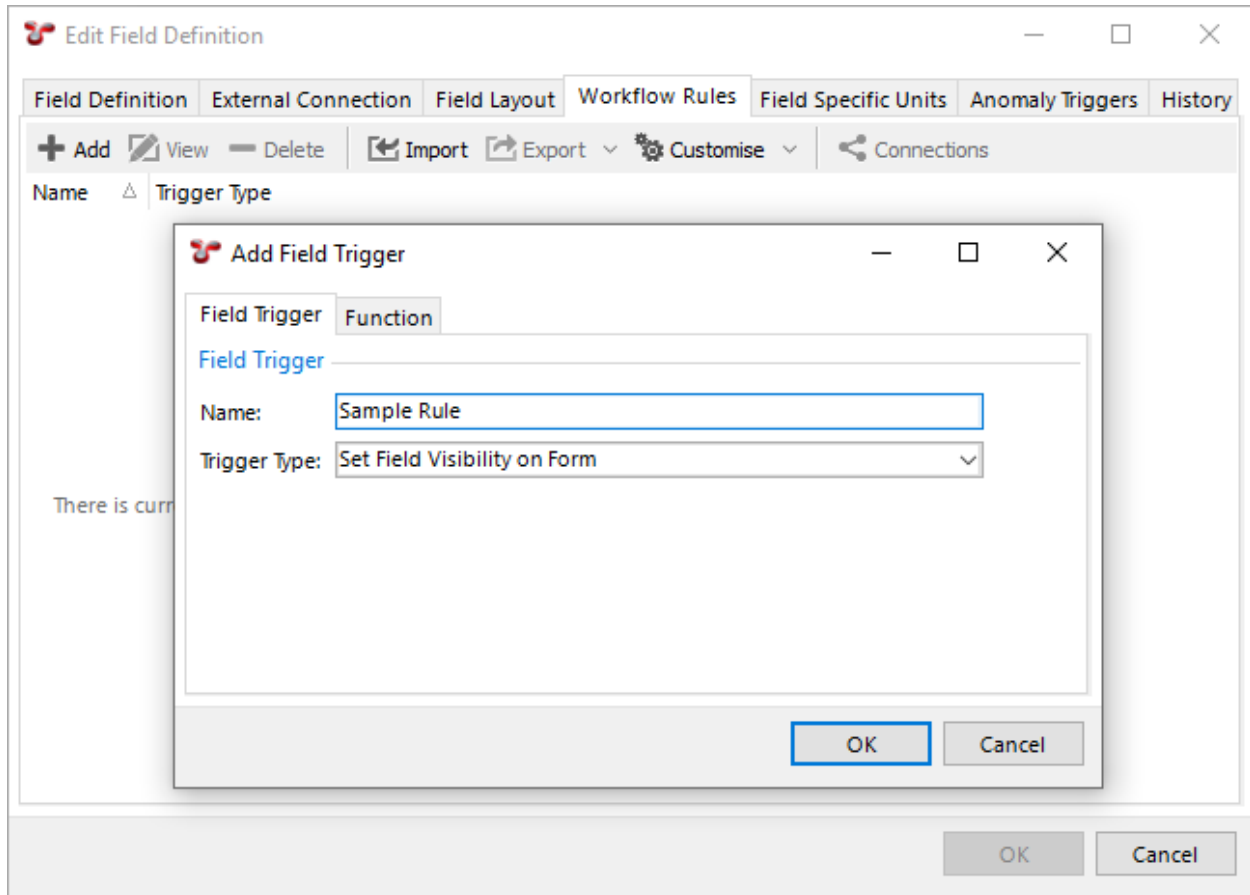 Edit Field Definition
Field Definition External Connection Field Layout Workflow Rules Field Specific Units Anomaly Triggers History
Add View Delete Import Export Customise Connections
Name Trigger Type
Add Field Trigger
Field Trigger Function
Field Trigger
Name: Sample Rule
Trigger Type: Set Field Visibility on Form
There is curr
OK Cancel
OK Cancel